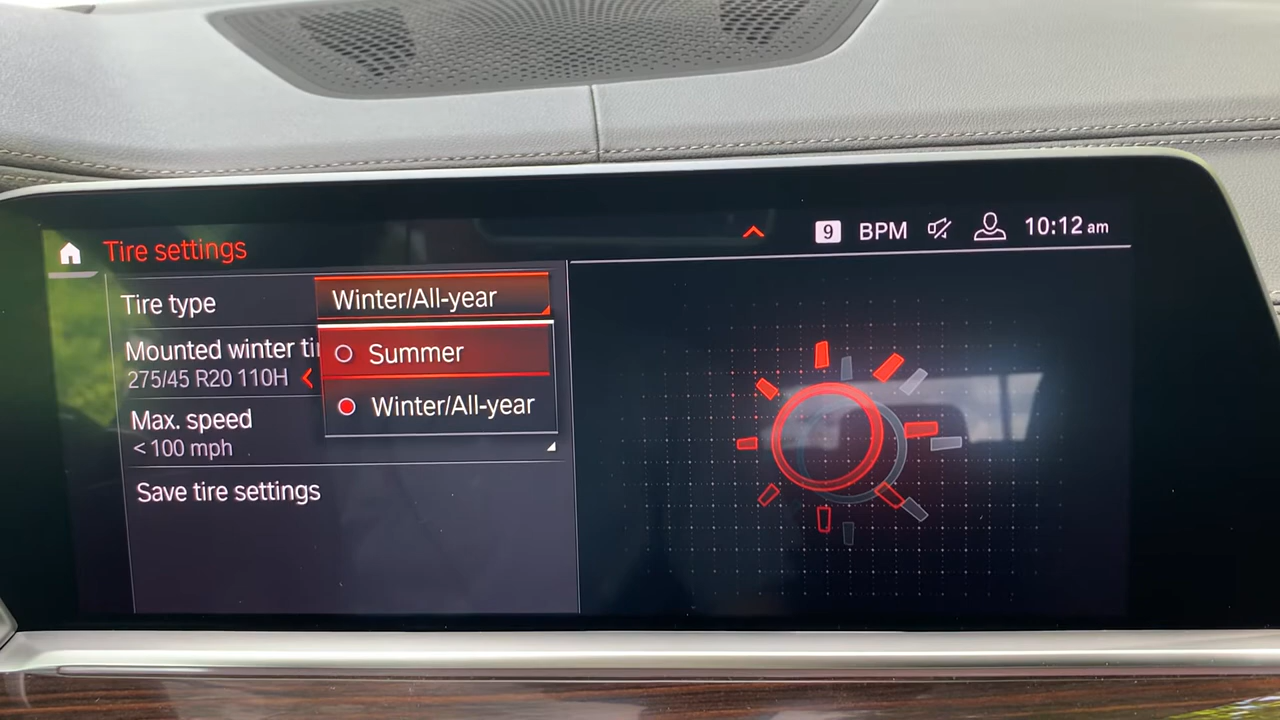 Tire settings
9 BPM 10:12 am
Tire type
Winter/All-year
Summer
Winter/All-year
Mounted winter
275/45 R20 110H
Max. speed
< 100 mph
Save tire settings